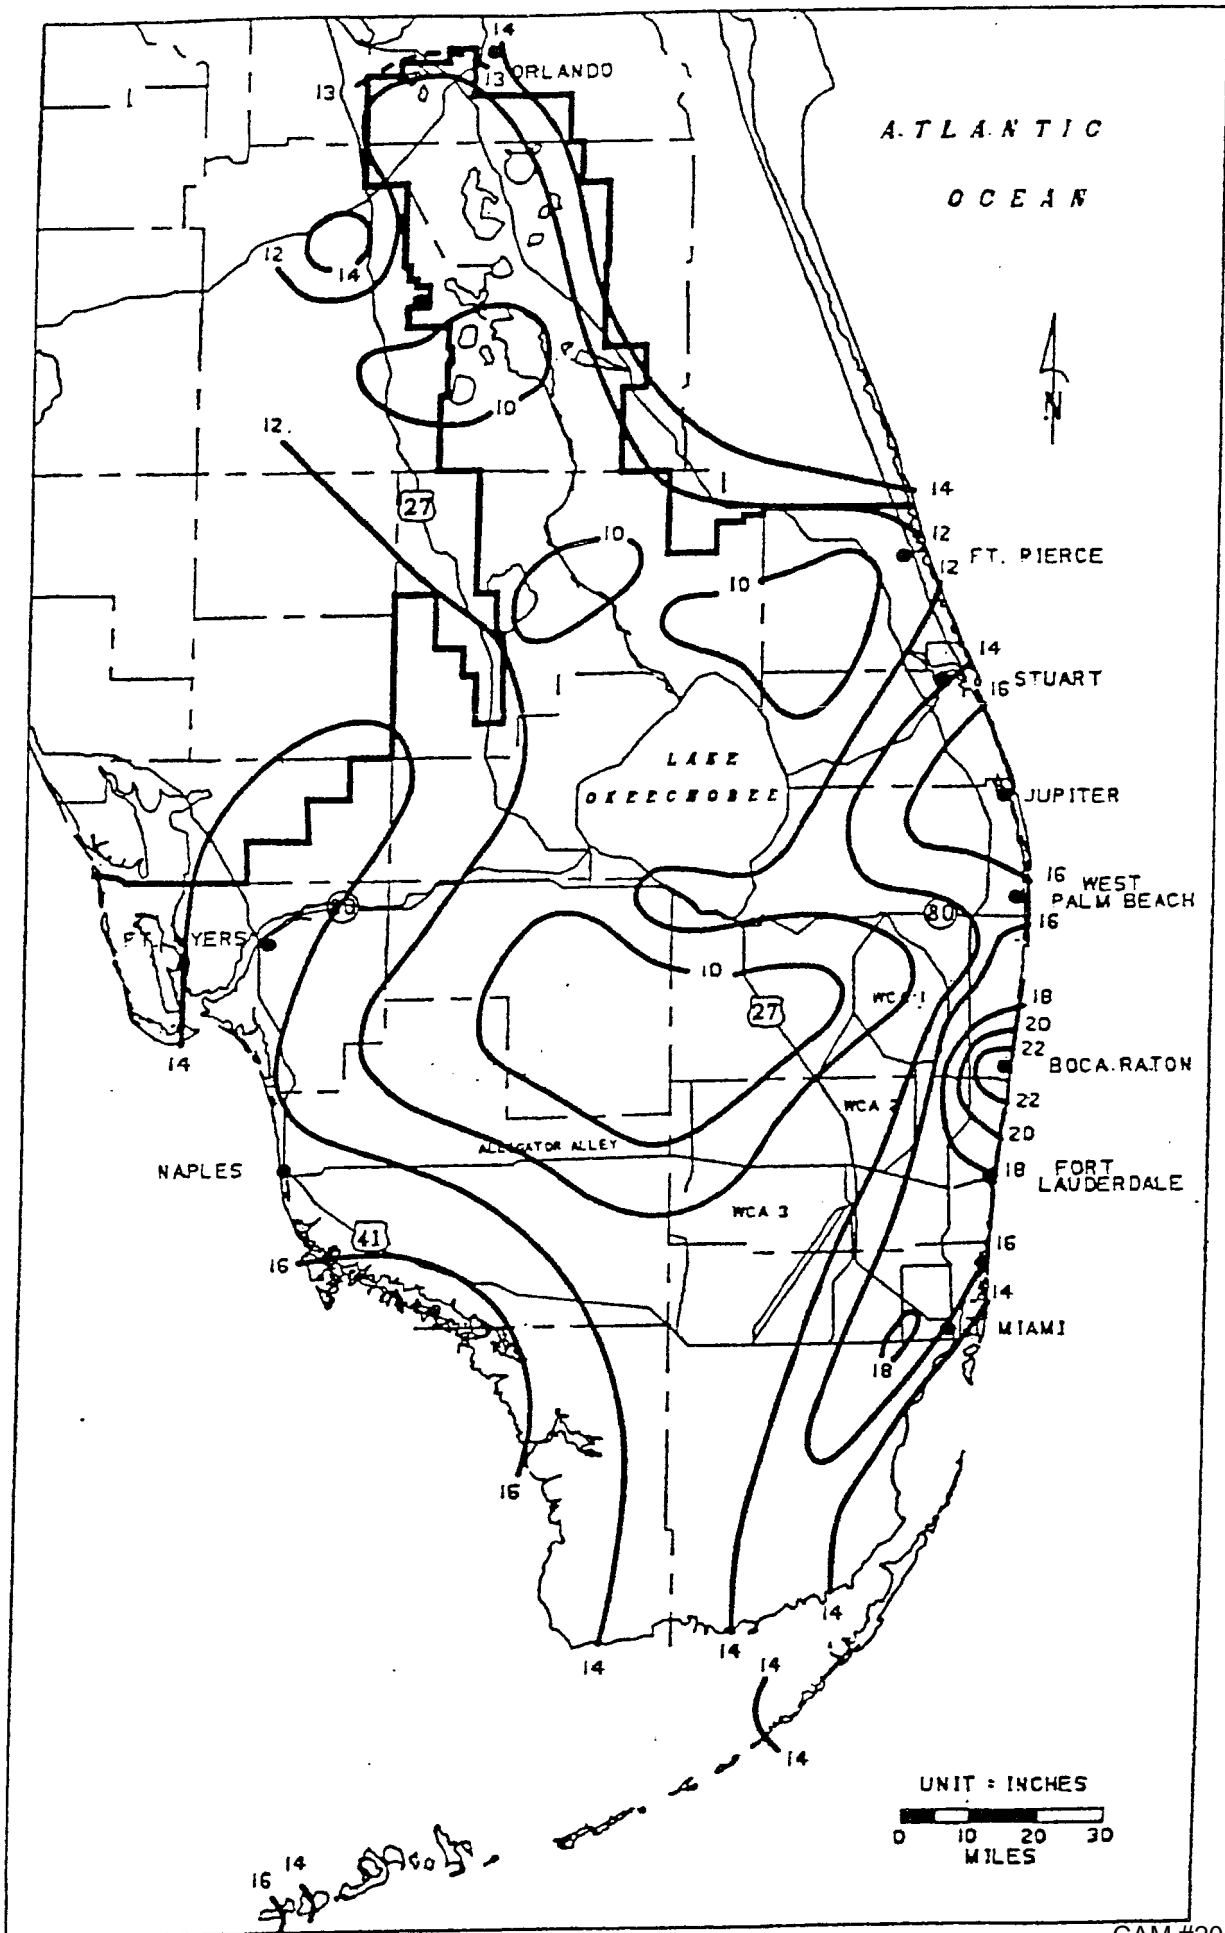 14
13
ORLANDO
13
ATLANTIC
OCEAN
12
14
N
10
12
27
14
10
12
FT. PIERCE
12
10
14
16
STUART
LAKE
OKEECHOBEE
JUPITER
16
WEST
PALM BEACH
80
80
16
FT. MYERS
10
WCA 1
18
27
20
22
BOCA RATON
14
22
WCA 2
20
ALLIGATOR ALLEY
NAPLES
18
FORT
LAUDERDALE
WCA 3
41
16
16
14
MIAMI
18
16
14
14
14
14
14
UNIT = INCHES
0 10 20 30
MILES
14
16